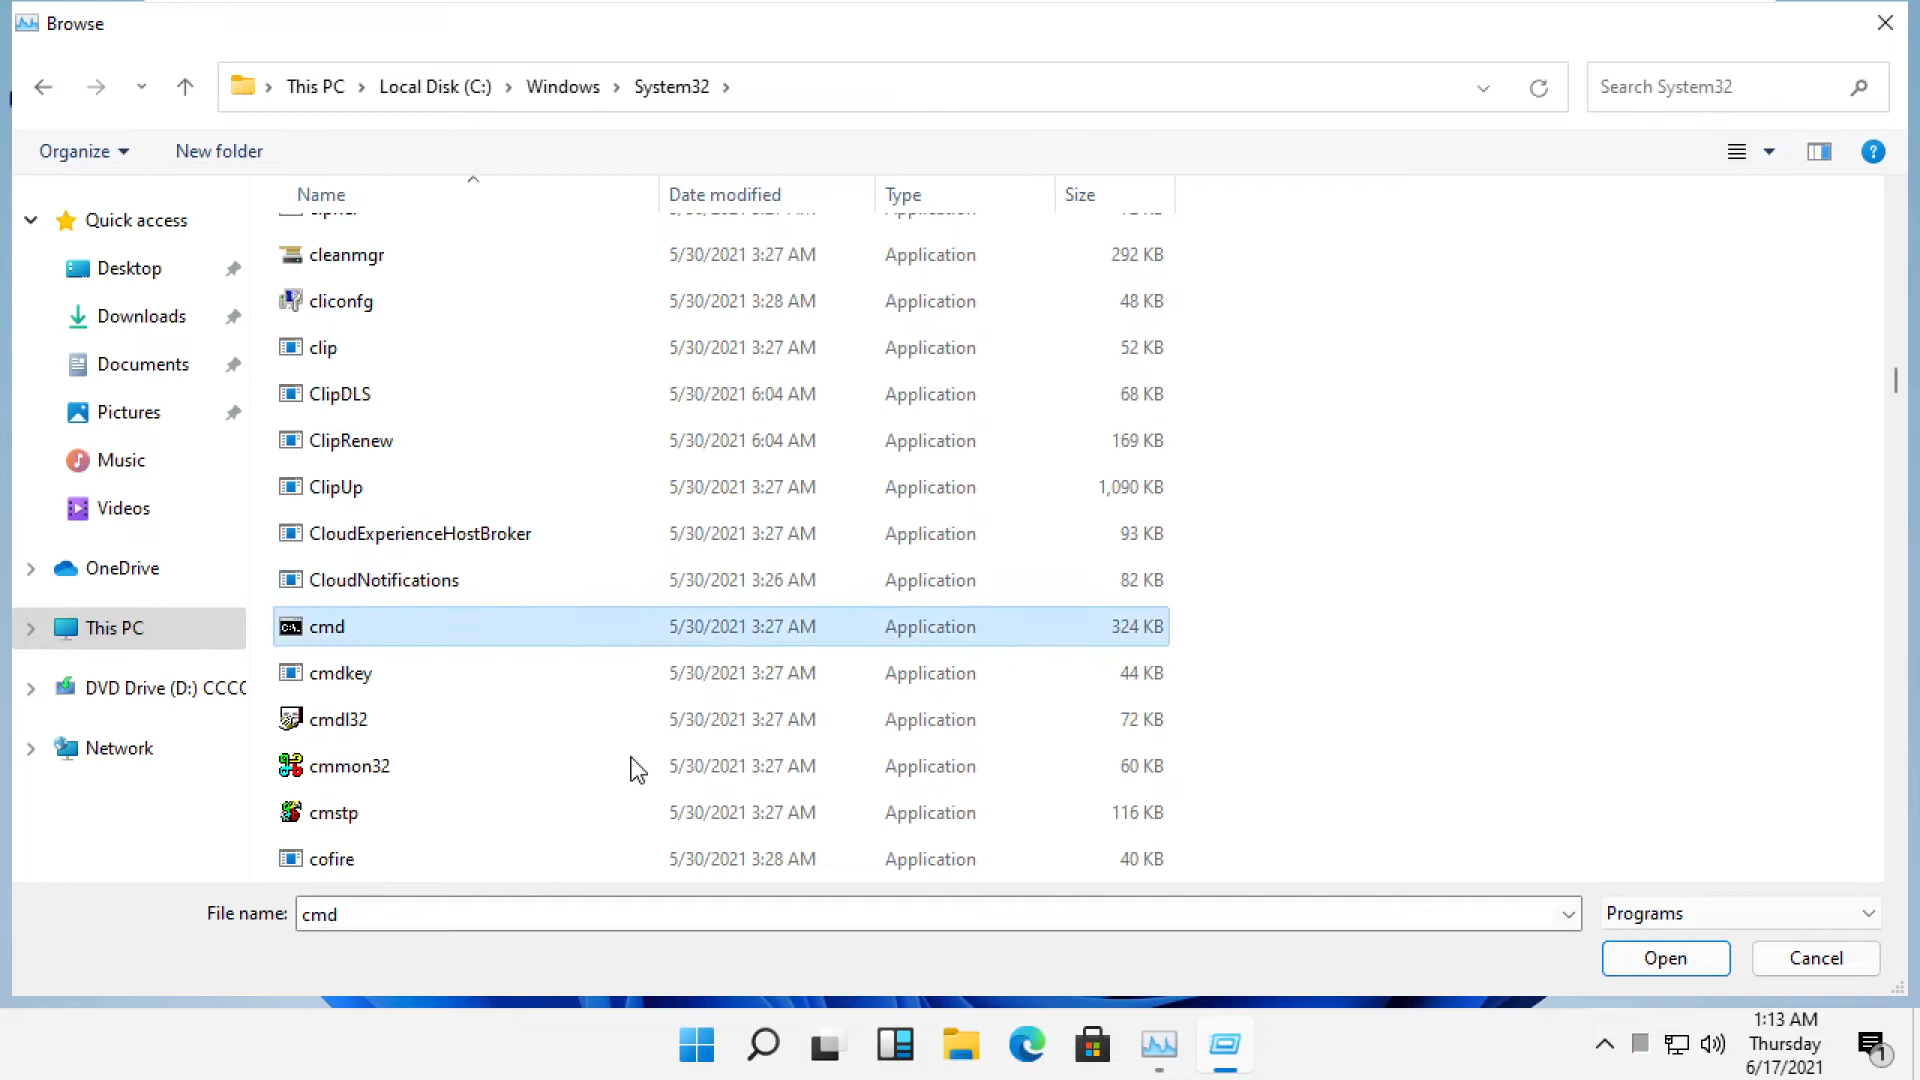 Browse
This PC
Local Disk (C:)
Windows
System32
Search System32
Organize
New folder
Name
Date modified
Type
Size
Quick access
Desktop
Downloads
Documents
Pictures
Music
Videos
OneDrive
This PC
DVD Drive (D:) CCCC
Network
cleanmgr 5/30/2021 3:27 AM Application 292 KB
cliconfg 5/30/2021 3:28 AM Application 48 KB
clip 5/30/2021 3:27 AM Application 52 KB
ClipDLS 5/30/2021 6:04 AM Application 68 KB
ClipRenew 5/30/2021 6:04 AM Application 169 KB
ClipUp 5/30/2021 3:27 AM Application 1,090 KB
CloudExperienceHostBroker 5/30/2021 3:27 AM Application 93 KB
CloudNotifications 5/30/2021 3:26 AM Application 82 KB
cmd 5/30/2021 3:27 AM Application 324 KB
cmdkey 5/30/2021 3:27 AM Application 44 KB
cmdl32 5/30/2021 3:27 AM Application 72 KB
cmmon32 5/30/2021 3:27 AM Application 60 KB
cmstp 5/30/2021 3:27 AM Application 116 KB
cofire 5/30/2021 3:28 AM Application 40 KB
File name: cmd
Programs
Open
Cancel
1:13 AM
Thursday
6/17/2021
1